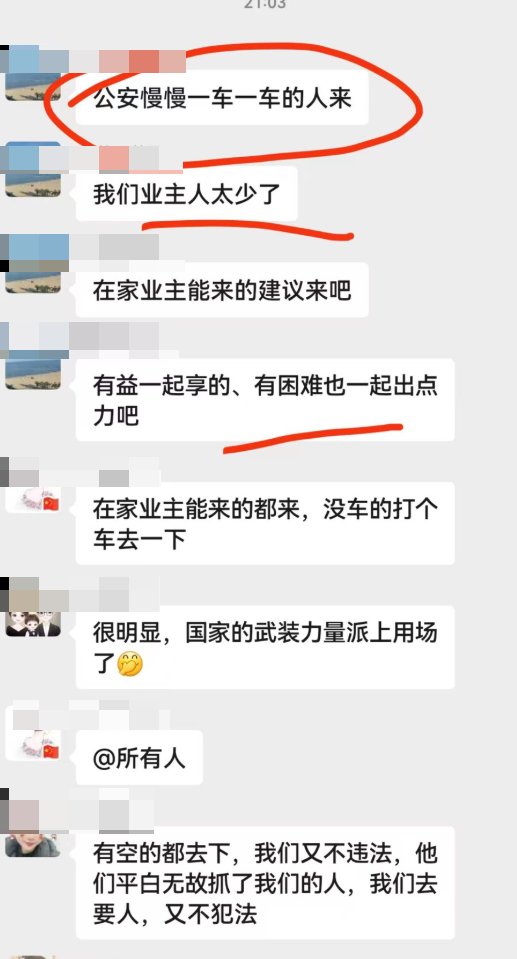 21:03
公安慢慢一车一车的人来
我们业主人太少了
在家业主能来的建议来吧
有益一起享的、有困难也一起出点
力吧
在家业主能来的都来，没车的打个
车去一下
很明显，国家的武装力量派上用场
了🤭
@所有人
有空的都去下，我们又不违法，他
们平白无故抓了我们的人，我们去
要人，又不犯法